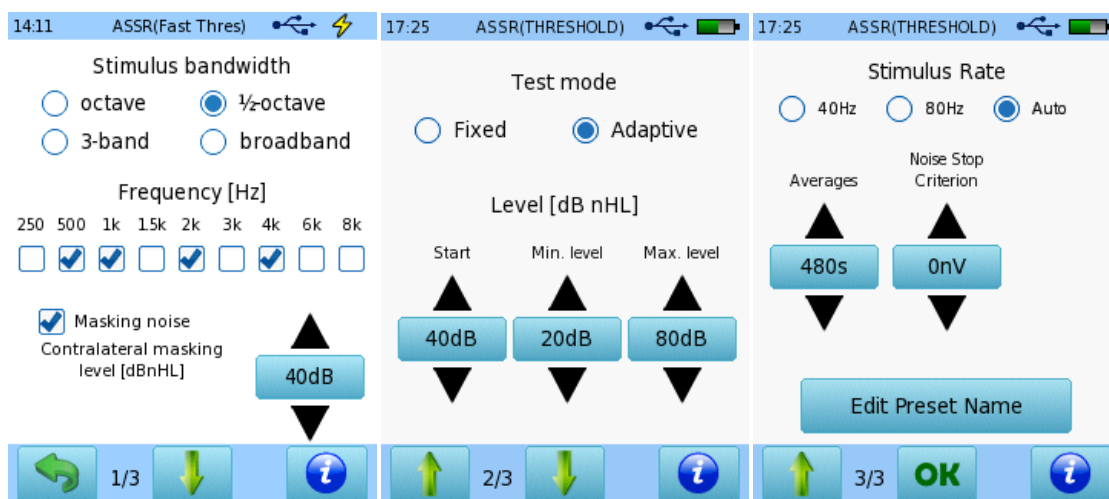 14:11 ASSR(Fast Thres)
Stimulus bandwidth
octave ½-octave
3-band broadband
Frequency [Hz]
250 500 1k 1.5k 2k 3k 4k 6k 8k
Masking noise
Contralateral masking
level [dBnHL]
40dB
1/3
17:25 ASSR(THRESHOLD)
Test mode
Fixed Adaptive
Level [dB nHL]
Start Min. level Max. level
40dB 20dB 80dB
2/3
17:25 ASSR(THRESHOLD)
Stimulus Rate
40Hz 80Hz Auto
Noise Stop
Averages Criterion
480s 0nV
Edit Preset Name
3/3 OK